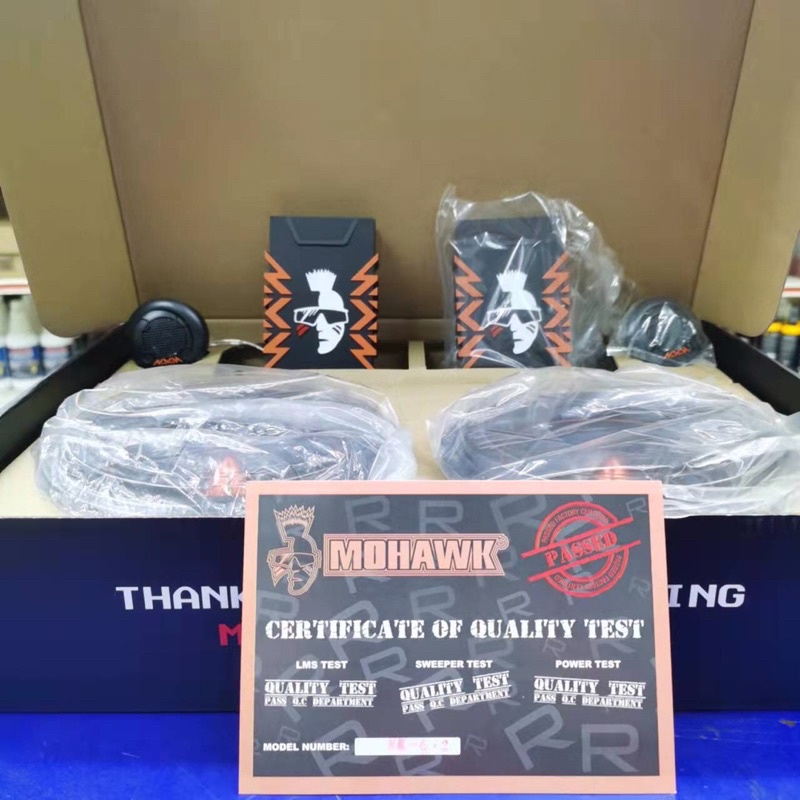 THANK ING
M
MOHAWK
PASSED
CERTIFICATE OF QUALITY TEST
LMS TEST SWEEPER TEST POWER TEST
QUALITY TEST QUALITY TEST QUALITY TEST
PASS Q.C DEPARTMENT PASS Q.C DEPARTMENT PASS Q.C DEPARTMENT
MODEL NUMBER: